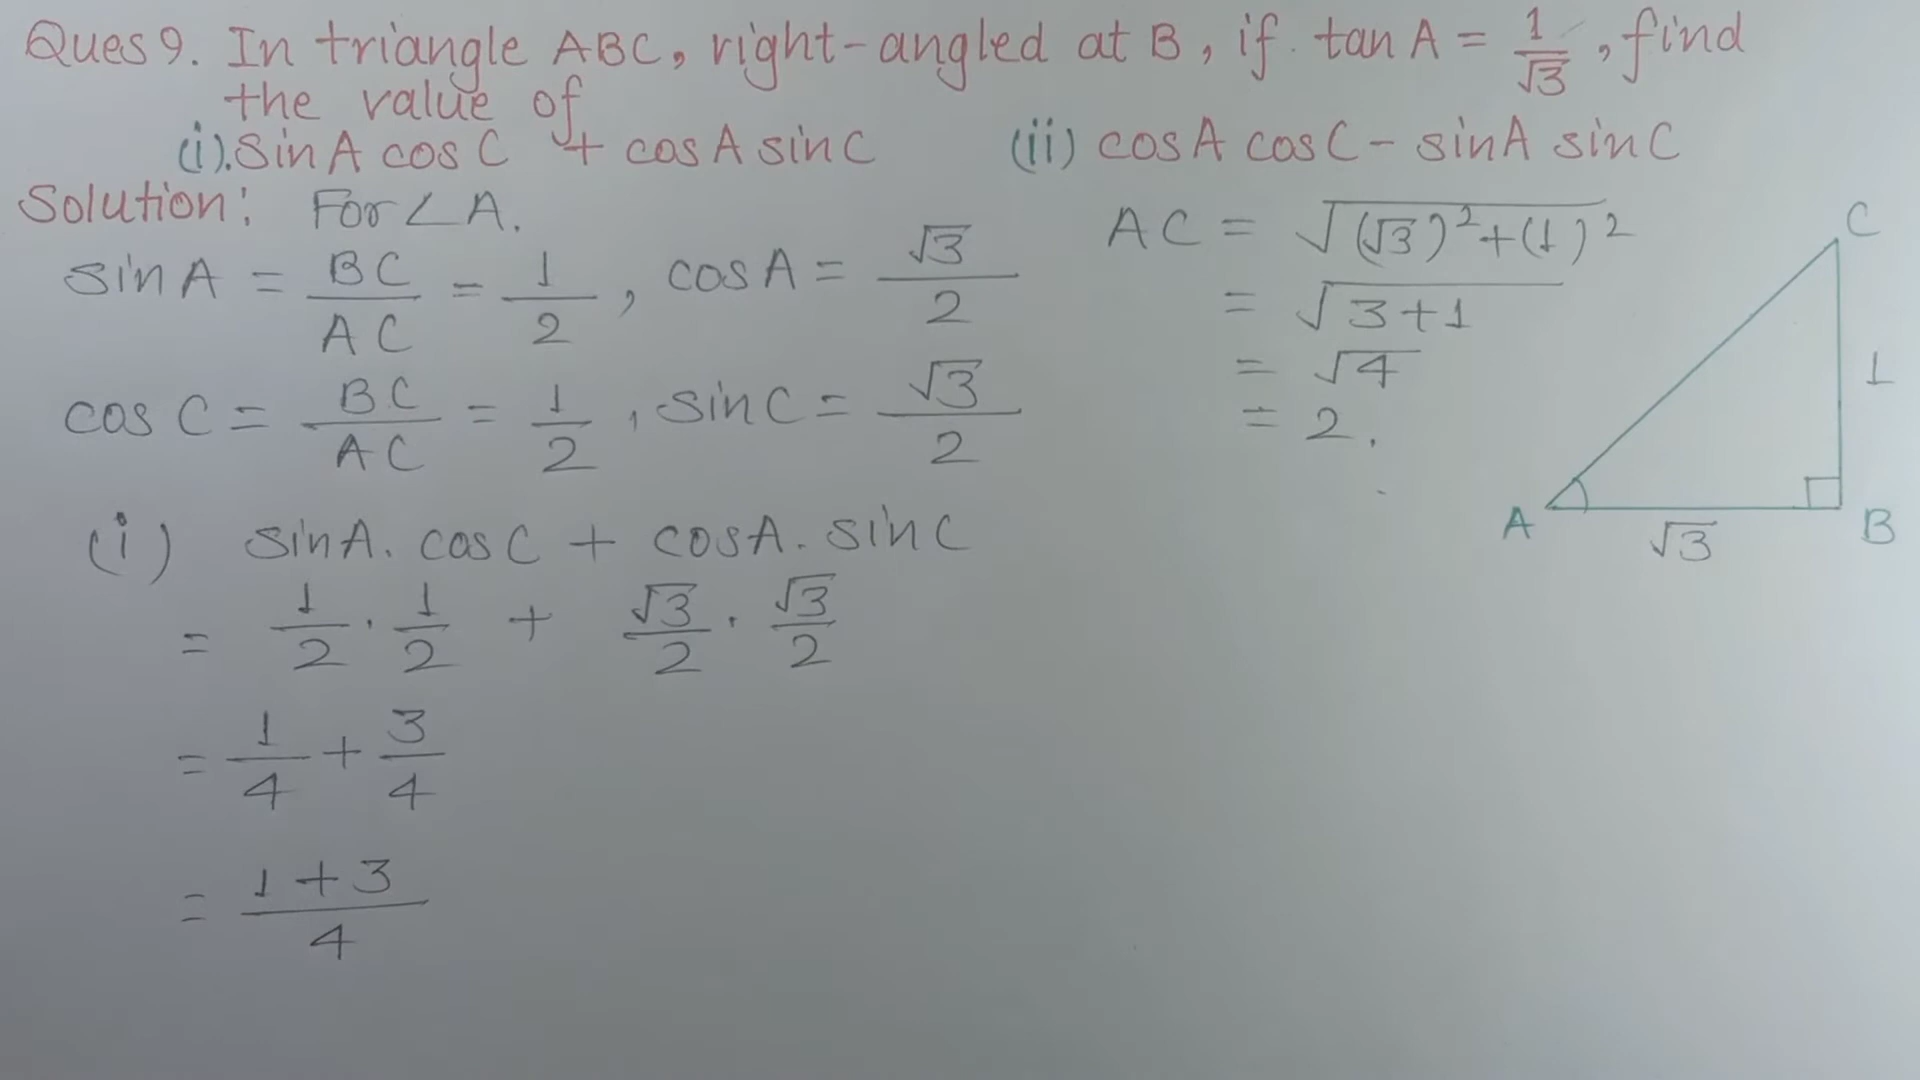 Ques 9. In triangle ABC, right-angled at B, if tan A = 1/√3, find
the value of
(i). sin A cos C + cos A sin C (ii) cos A cos C - sin A sin C
Solution: For ∠A.
sin A = BC/AC = 1/2, cos A = √3/2
cos C = BC/AC = 1/2, sin C = √3/2
AC = √(√3)²+(1)²
= √3+1
= √4
= 2.
C
1
A
√3
B
(i) sin A. cos C + cos A. sin C
= 1/2 . 1/2 + √3/2 . √3/2
= 1/4 + 3/4
= 1+3/4